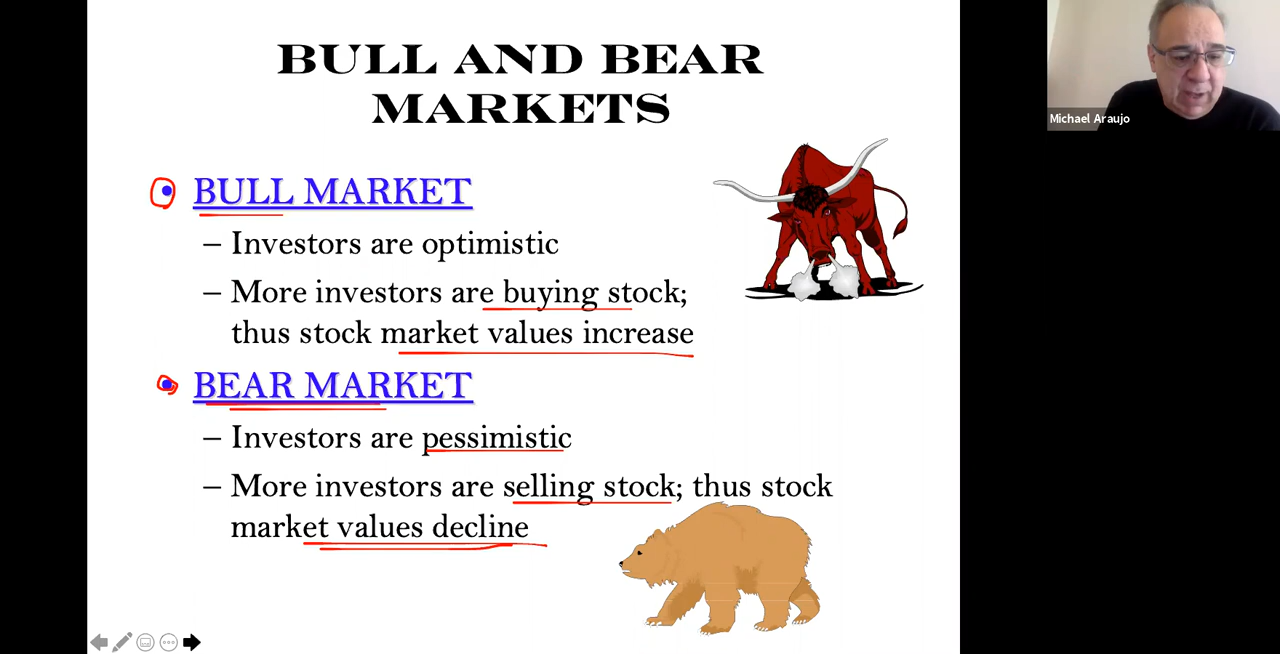 BULL AND BEAR
MARKETS
• BULL MARKET
– Investors are optimistic
– More investors are buying stock;
thus stock market values increase
• BEAR MARKET
– Investors are pessimistic
– More investors are selling stock; thus stock
market values decline
Michael Araujo